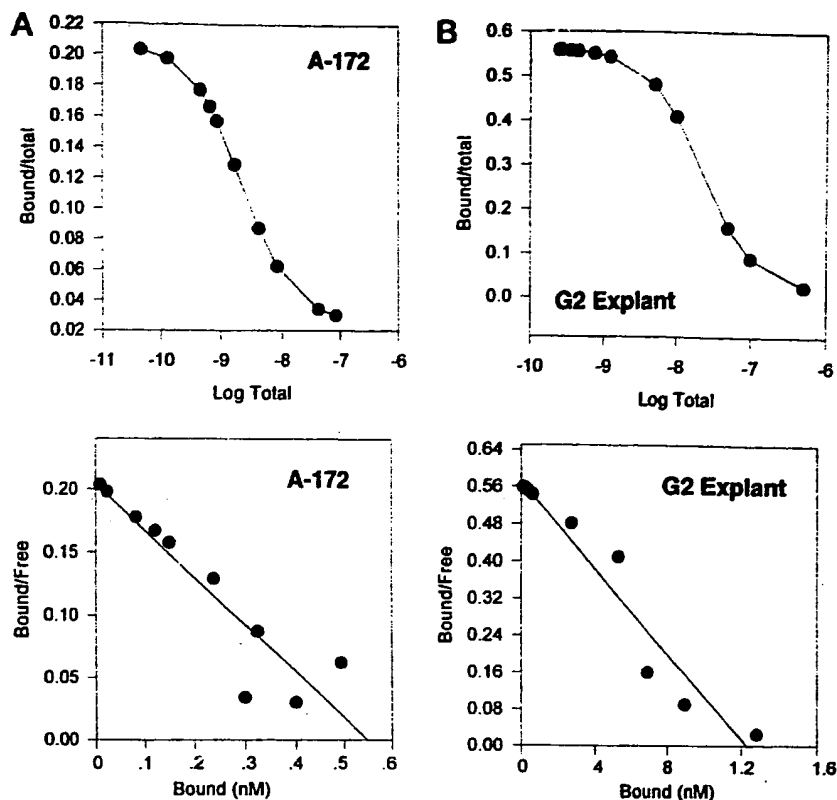 A
0.22
0.20
0.18
0.16
0.14
0.12
0.10
0.08
0.06
0.04
0.02
Bound/total
A-172
-11 -10 -9 -8 -7 -6
Log Total
B
0.6
0.5
0.4
0.3
0.2
0.1
0.0
Bound/total
G2 Explant
-10 -9 -8 -7 -6
Log Total
0.20
0.15
0.10
0.05
0.00
Bound/Free
A-172
0 .1 .2 .3 .4 .5 .6
Bound (nM)
0.64
0.56
0.48
0.40
0.32
0.24
0.16
0.08
0.00
Bound/Free
G2 Explant
0 4 8 1.2 1.6
Bound (nM)